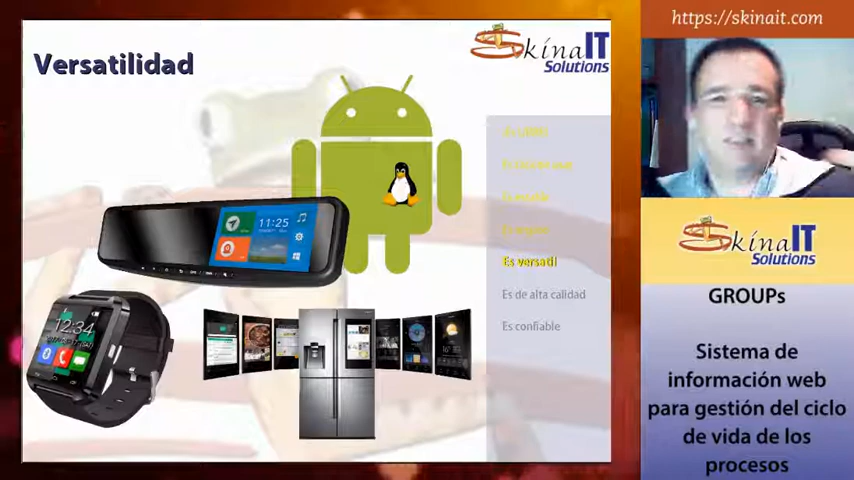 https://skinait.com
Versatilidad
SkinaIT
Solutions
11:25
12:34
Es versatil
Es de alta calidad
Es confiable
SkinaIT
Solutions
GROUPs
Sistema de
información web
para gestión del ciclo
de vida de los
procesos